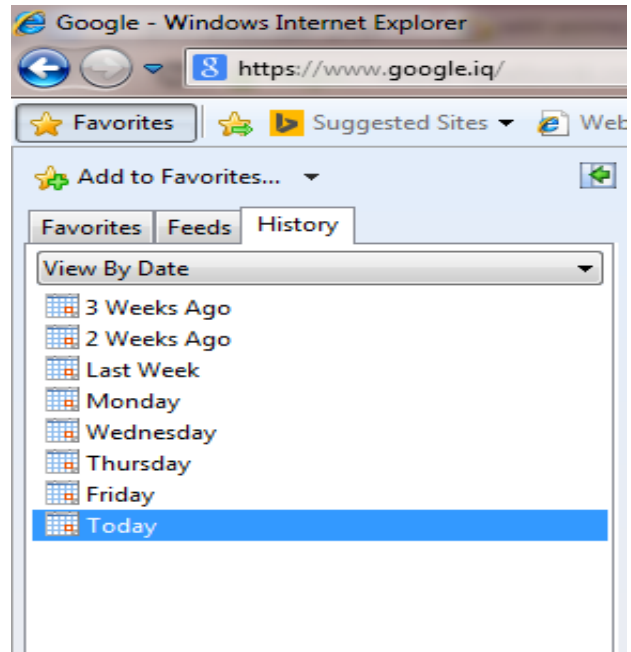 Google - Windows Internet Explorer
https://www.google.iq/
Favorites Suggested Sites Web
Add to Favorites...
Favorites Feeds History
View By Date
3 Weeks Ago
2 Weeks Ago
Last Week
Monday
Wednesday
Thursday
Friday
Today